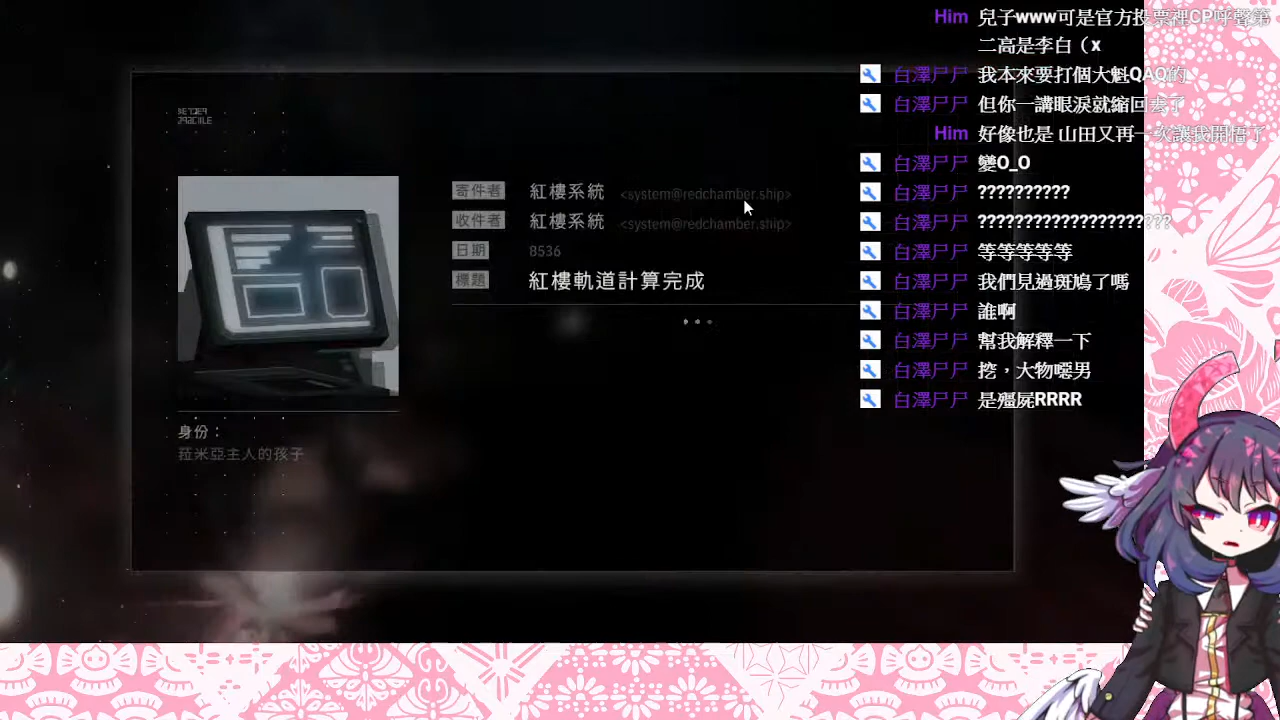 寄件者 紅樓系統 <system@redchamber.ship>
收件者 紅樓系統 <system@redchamber.ship>
日期 8536
標題 紅樓軌道計算完成
身份：
菈米亞主人的孩子
Him 兒子www可是官方投票裡CP呼聲第
二高是李白（x
白澤尸尸 我本來要打個大魁QAQ的
白澤尸尸 但你一講眼淚就縮回去了
Him 好像也是 山田又再一次讓我開悟了
白澤尸尸 變O_O
白澤尸尸 ??????????
白澤尸尸 ?????????????????????
白澤尸尸 等等等等等
白澤尸尸 我們見過斑鳩了嗎
白澤尸尸 誰啊
白澤尸尸 幫我解釋一下
白澤尸尸 挖，大物噁男
白澤尸尸 是殭屍RRRR